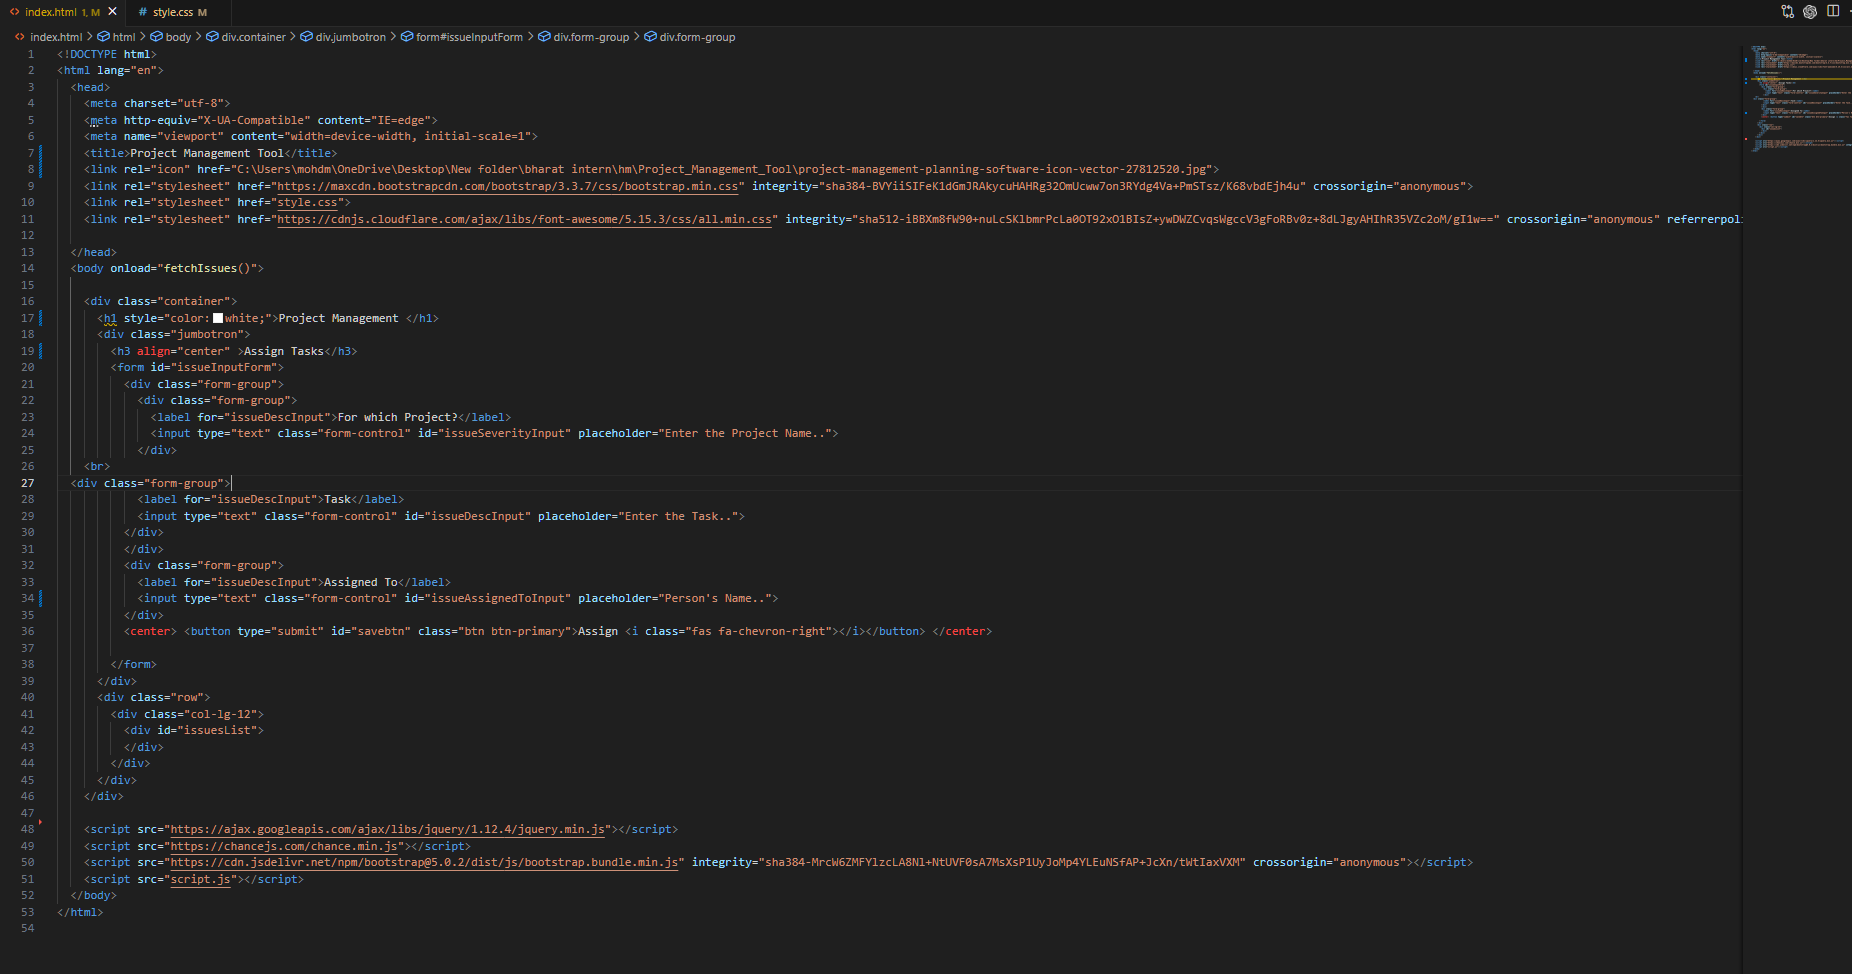 index.html 1, M
style.css M
index.html > html > body > div.container > div.jumbotron > form#issueInputForm > div.form-group > div.form-group
1 <!DOCTYPE html>
2 <html lang="en">
3 <head>
4 <meta charset="utf-8">
5 <meta http-equiv="X-UA-Compatible" content="IE=edge">
6 <meta name="viewport" content="width=device-width, initial-scale=1">
7 <title>Project Management Tool</title>
8 <link rel="icon" href="C:\Users\mohdm\OneDrive\Desktop\New folder\bharat intern\hm\Project_Management_Tool\project-management-planning-software-icon-vector-27812520.jpg">
9 <link rel="stylesheet" href="https://maxcdn.bootstrapcdn.com/bootstrap/3.3.7/css/bootstrap.min.css" integrity="sha384-BVYiiSIFeK1dGmJRAkycuHAHRg32OmUcww7on3RYdg4Va+PmSTsz/K68vbdEjh4u" crossorigin="anonymous">
10 <link rel="stylesheet" href="style.css">
11 <link rel="stylesheet" href="https://cdnjs.cloudflare.com/ajax/libs/font-awesome/5.15.3/css/all.min.css" integrity="sha512-iBBXm8fW90+nuLcSKlbmrPcLa0OT92xO1BIsZ+ywDWZCvqsWgccV3gFoRBv0z+8dLJgyAHIhR35VZc2oM/gI1w==" crossorigin="anonymous" referrerpoli
12
13 </head>
14 <body onload="fetchIssues()">
15
16 <div class="container">
17 <h1 style="color:white;">Project Management </h1>
18 <div class="jumbotron">
19 <h3 align="center" >Assign Tasks</h3>
20 <form id="issueInputForm">
21 <div class="form-group">
22 <div class="form-group">
23 <label for="issueDescInput">For which Project?</label>
24 <input type="text" class="form-control" id="issueSeverityInput" placeholder="Enter the Project Name..">
25 </div>
26 <br>
27 <div class="form-group">
28 <label for="issueDescInput">Task</label>
29 <input type="text" class="form-control" id="issueDescInput" placeholder="Enter the Task..">
30 </div>
31 </div>
32 <div class="form-group">
33 <label for="issueDescInput">Assigned To</label>
34 <input type="text" class="form-control" id="issueAssignedToInput" placeholder="Person's Name..">
35 </div>
36 <center> <button type="submit" id="savebtn" class="btn btn-primary">Assign <i class="fas fa-chevron-right"></i></button> </center>
37
38 </form>
39 </div>
40 <div class="row">
41 <div class="col-lg-12">
42 <div id="issuesList">
43 </div>
44 </div>
45 </div>
46 </div>
47
48 <script src="https://ajax.googleapis.com/ajax/libs/jquery/1.12.4/jquery.min.js"></script>
49 <script src="https://chancejs.com/chance.min.js"></script>
50 <script src="https://cdn.jsdelivr.net/npm/bootstrap@5.0.2/dist/js/bootstrap.bundle.min.js" integrity="sha384-MrcW6ZMFYlzcLA8Nl+NtUVF0sA7MsXsP1UyJoMp4YLEuNSfAP+JcXn/tWtIaxVXM" crossorigin="anonymous"></script>
51 <script src="script.js"></script>
52 </body>
53 </html>
54